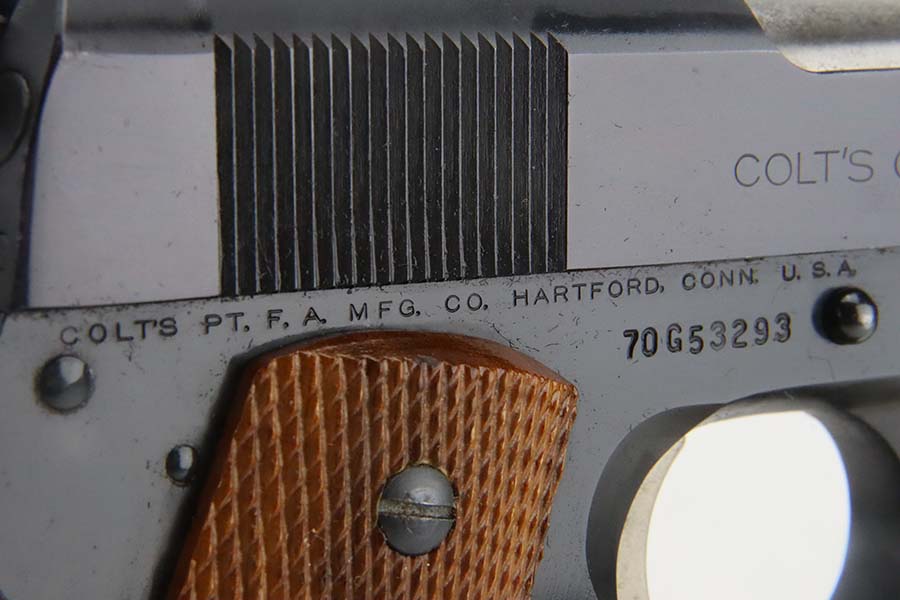 COLT'S
COLT'S PT. F. A. MFG. CO. HARTFORD, CONN. U.S.A.
70G53293